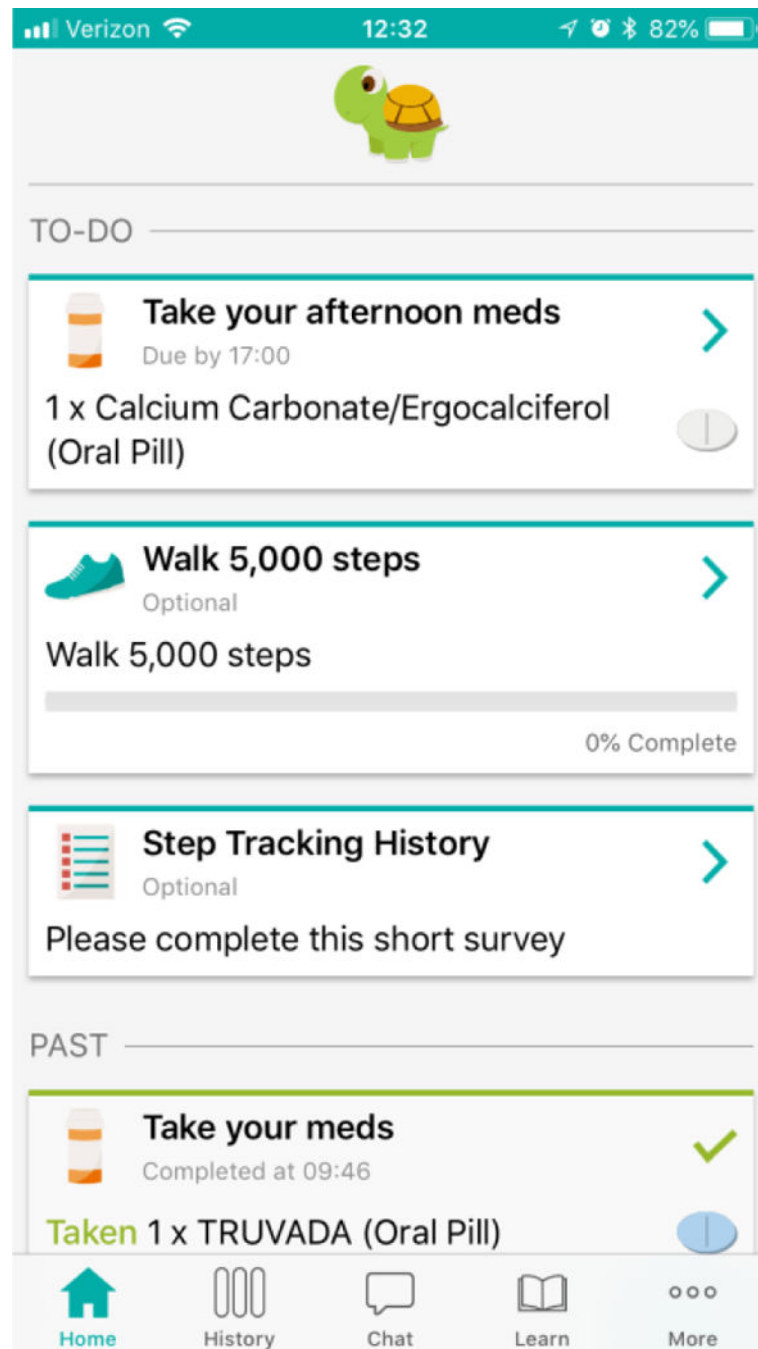 Verizon 12:32 82%
TO-DO
Take your afternoon meds
Due by 17:00
1 x Calcium Carbonate/Ergocalciferol
(Oral Pill)
Walk 5,000 steps
Optional
Walk 5,000 steps
0% Complete
Step Tracking History
Optional
Please complete this short survey
PAST
Take your meds
Completed at 09:46
Taken 1 x TRUVADA (Oral Pill)
Home History Chat Learn More